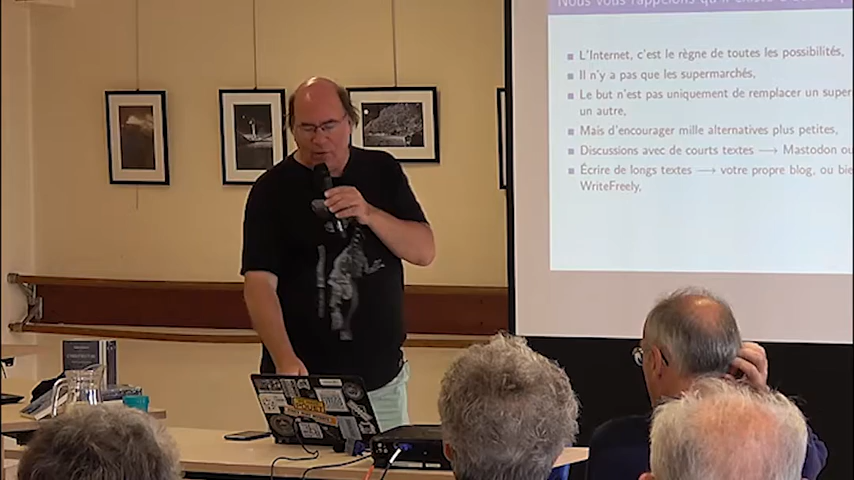 Nous vous rappelons qu'il existe
L'Internet, c'est le règne de toutes les possibilités,
Il n'y a pas que les supermarchés,
Le but n'est pas uniquement de remplacer un super
un autre,
Mais d'encourager mille alternatives plus petites,
Discussions avec de courts textes ⟶ Mastodon ou
Écrire de longs textes ⟶ votre propre blog, ou bie
WriteFreely,